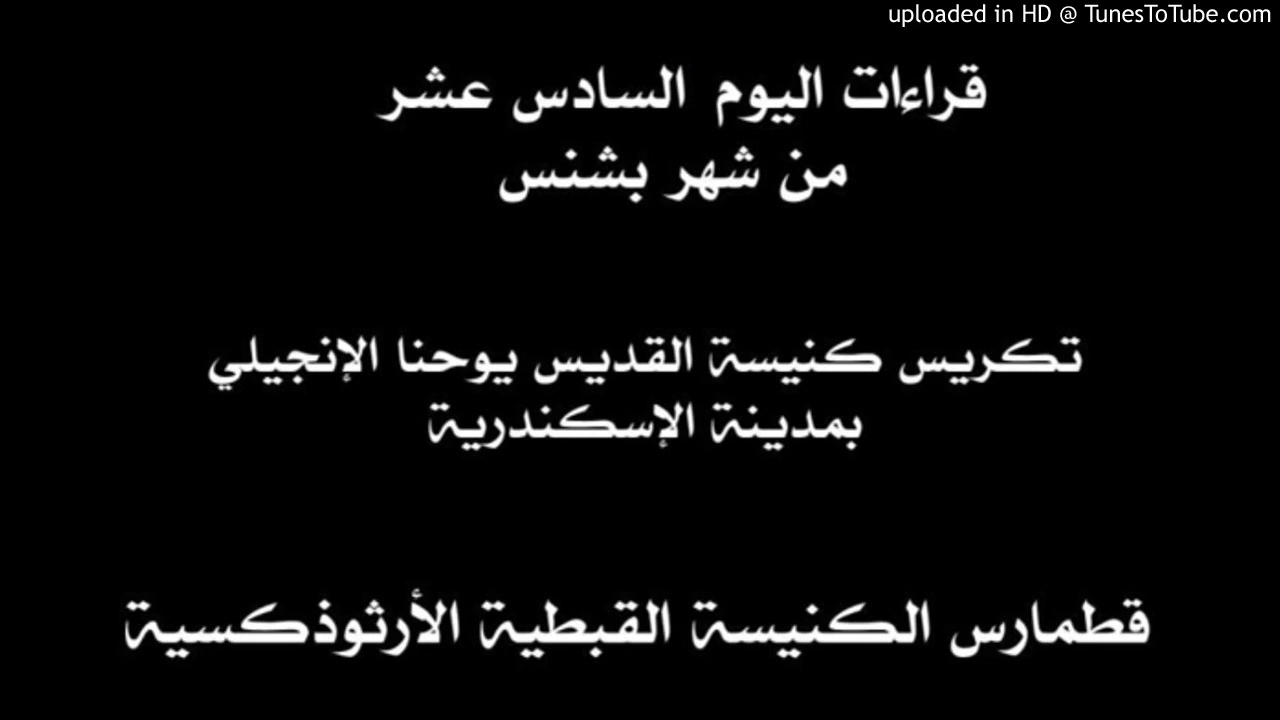 uploaded in HD @ TunesToTube.com
قراءات اليوم السادس عشر
من شهر بشنس
تكريس كنيسة القديس يوحنا الإنجيلي
بمدينة الإسكندرية
قطمارس الكنيسة القبطية الأرثوذكسية